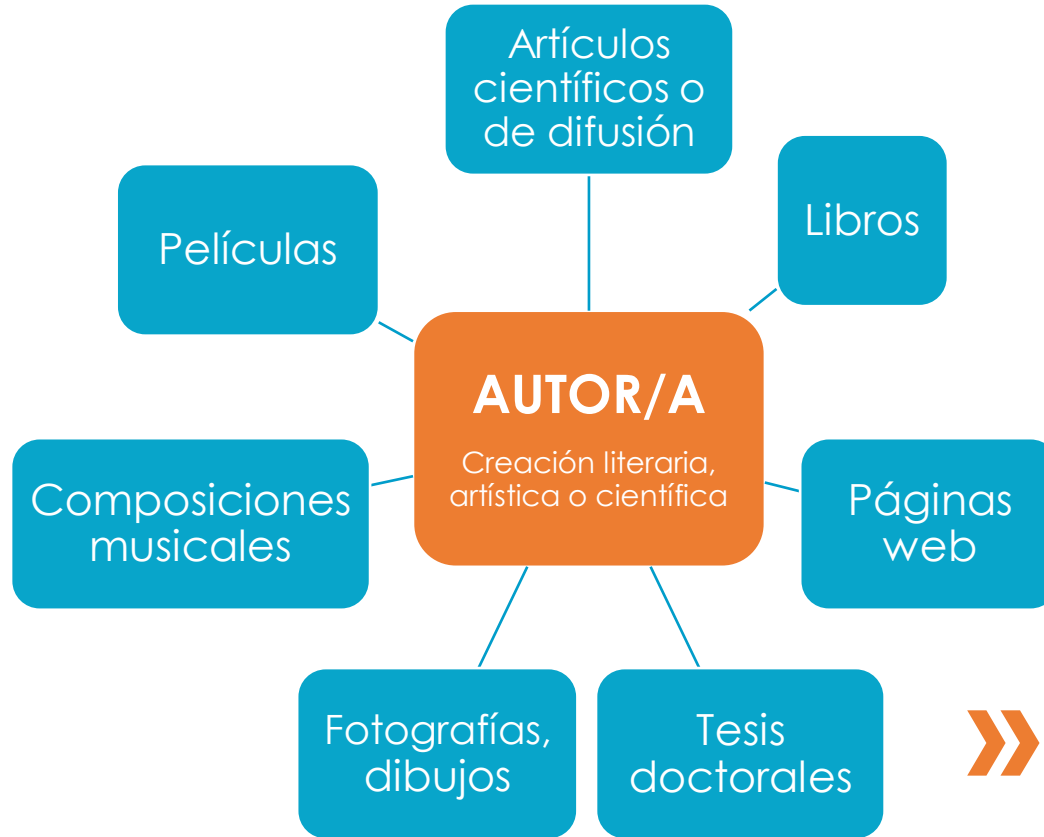 Artículos
científicos o
de difusión
Libros
Películas
AUTOR/A
Creación literaria,
artística o científica
Composiciones
musicales
Páginas
web
Fotografías,
dibujos
Tesis
doctorales